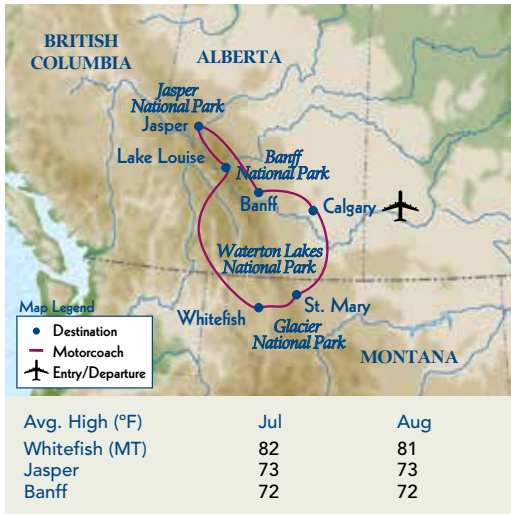 BRITISH
COLUMBIA
ALBERTA
Jasper
National Park
Jasper
Lake Louise
Banff
National Park
Banff
Calgary
Waterton Lakes
National Park
Map Legend
Destination
Motorcoach
Entry/Departure
Whitefish
St. Mary
Glacier
National Park
MONTANA
Avg. High (ºF) Jul Aug
Whitefish (MT) 82 81
Jasper 73 73
Banff 72 72